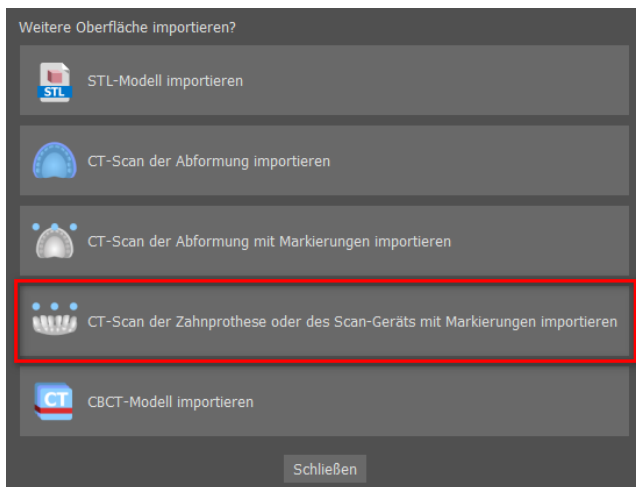 Weitere Oberfläche importieren?
STL
STL-Modell importieren
CT-Scan der Abformung importieren
CT-Scan der Abformung mit Markierungen importieren
CT-Scan der Zahnprothese oder des Scan-Geräts mit Markierungen importieren
CT
CBCT-Modell importieren
Schließen